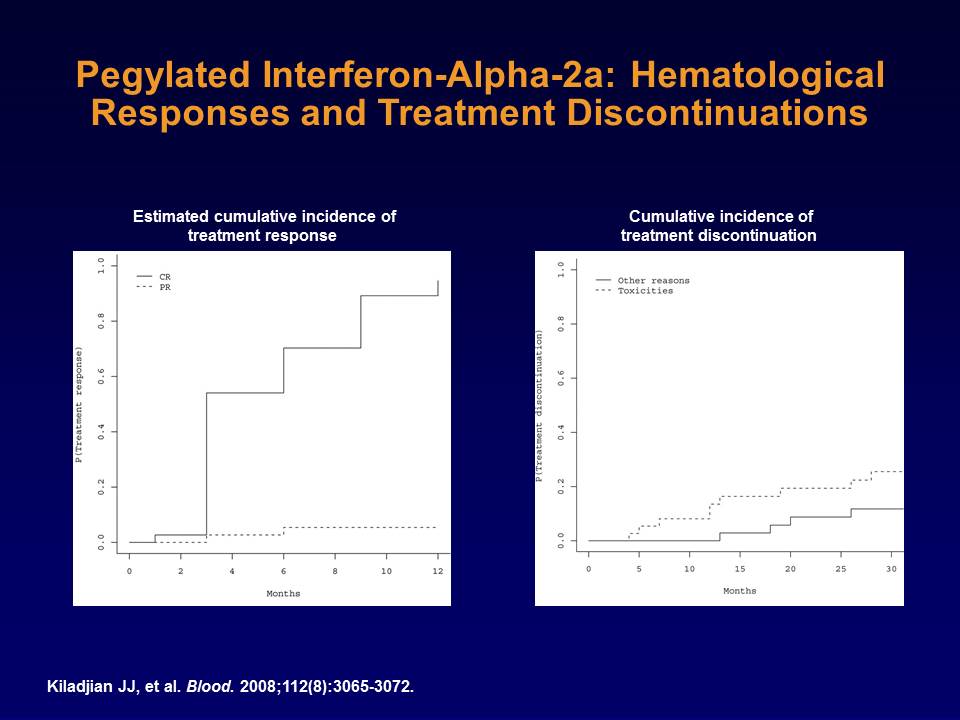 Pegylated Interferon-Alpha-2a: Hematological
Responses and Treatment Discontinuations
Estimated cumulative incidence of
treatment response
CR
PR
P(Treatment response)
1.0
0.8
0.6
0.4
0.2
0.0
0 2 4 6 8 10 12
Months
Cumulative incidence of
treatment discontinuation
Other reasons
Toxicities
P(Treatment discontinuation)
1.0
0.8
0.6
0.4
0.2
0.0
0 5 10 15 20 25 30
Months
Kiladjian JJ, et al. Blood. 2008;112(8):3065-3072.